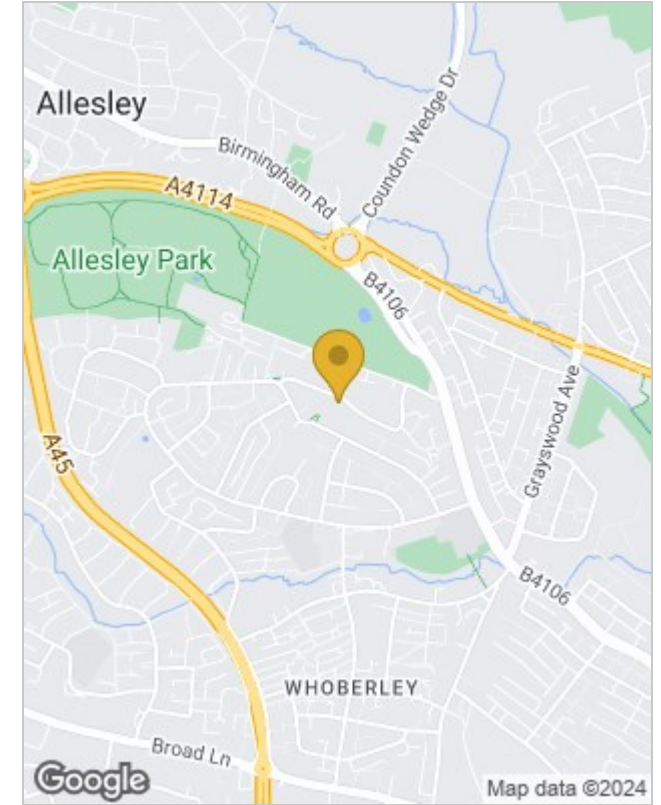 Allesley
Birmingham Rd
Coundon Wedge Dr
A4114
Allesley Park
B4106
A45
Grayswood Ave
B4106
WHOBERLEY
Broad Ln
Google
Map data ©2024